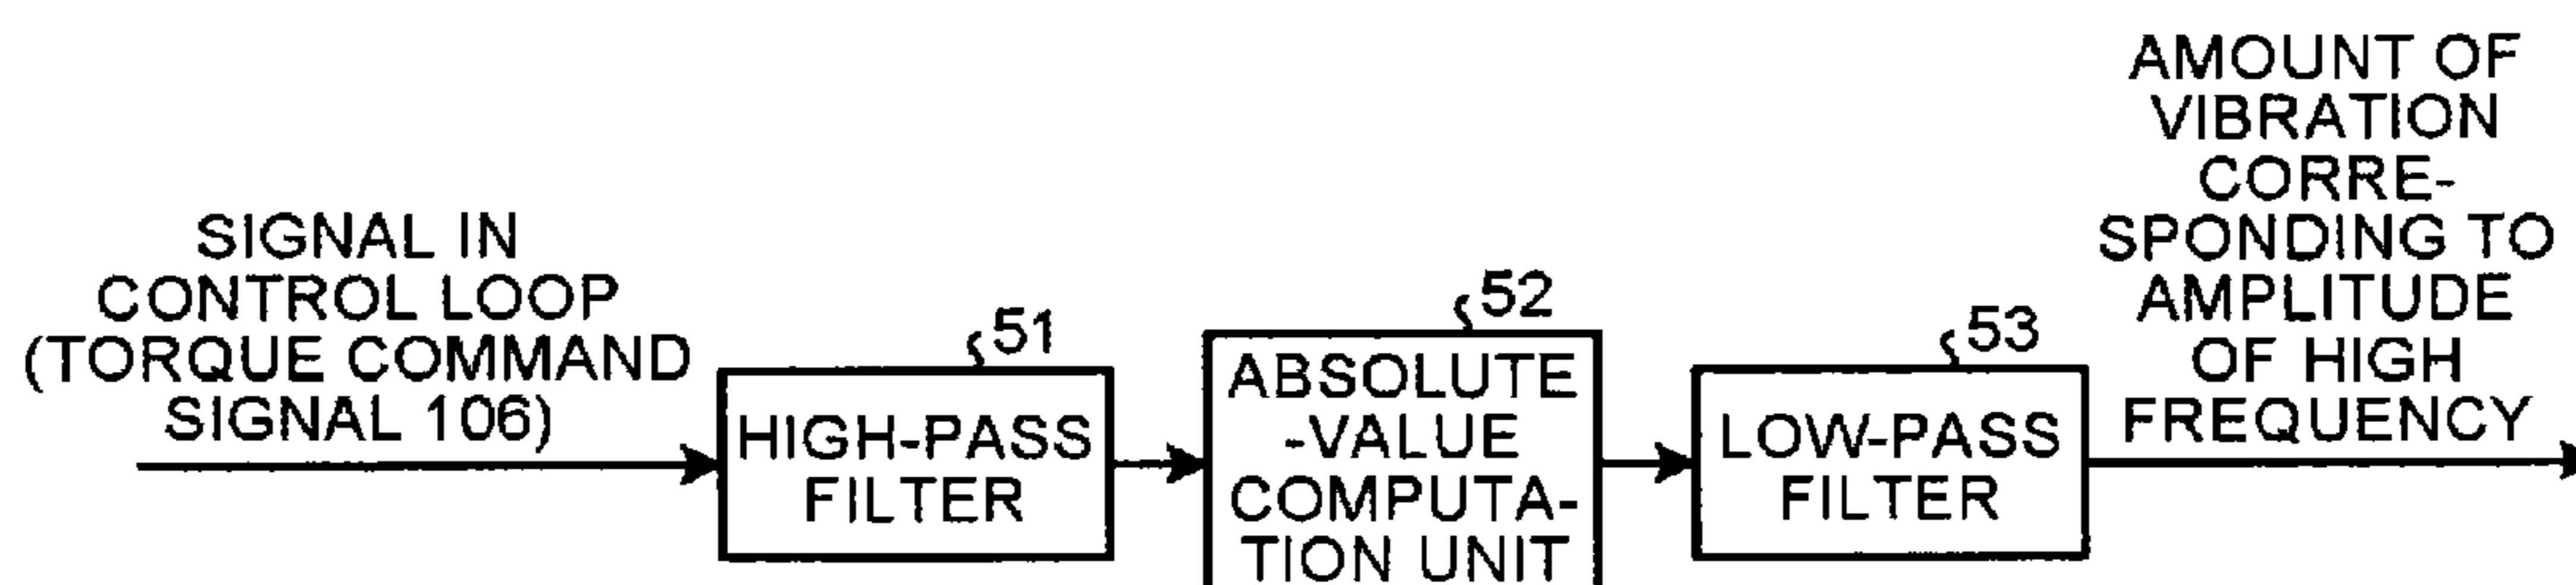 SIGNAL IN
CONTROL LOOP
(TORQUE COMMAND
SIGNAL 106)
51
HIGH-PASS
FILTER
52
ABSOLUTE
-VALUE
COMPUTA-
TION UNIT
53
LOW-PASS
FILTER
AMOUNT OF
VIBRATION
CORRE-
SPONDING TO
AMPLITUDE
OF HIGH
FREQUENCY